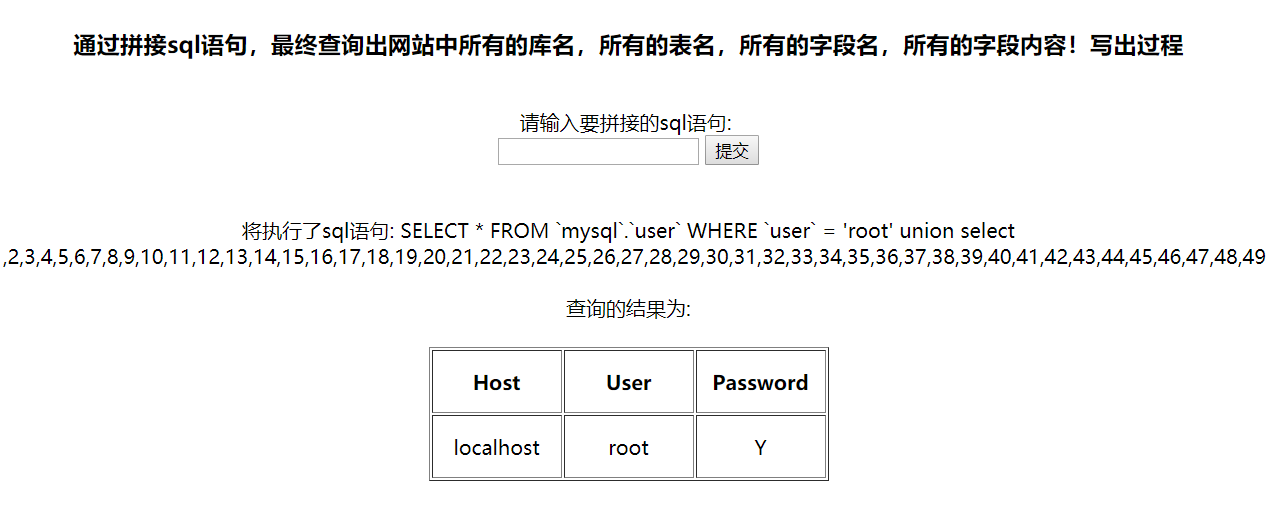 通过拼接sql语句，最终查询出网站中所有的库名，所有的表名，所有的字段名，所有的字段内容！写出过程
请输入要拼接的sql语句:
提交
将执行了sql语句: SELECT * FROM `mysql`.`user` WHERE `user` = 'root' union select
,2,3,4,5,6,7,8,9,10,11,12,13,14,15,16,17,18,19,20,21,22,23,24,25,26,27,28,29,30,31,32,33,34,35,36,37,38,39,40,41,42,43,44,45,46,47,48,49
查询的结果为:
Host User Password
localhost root Y